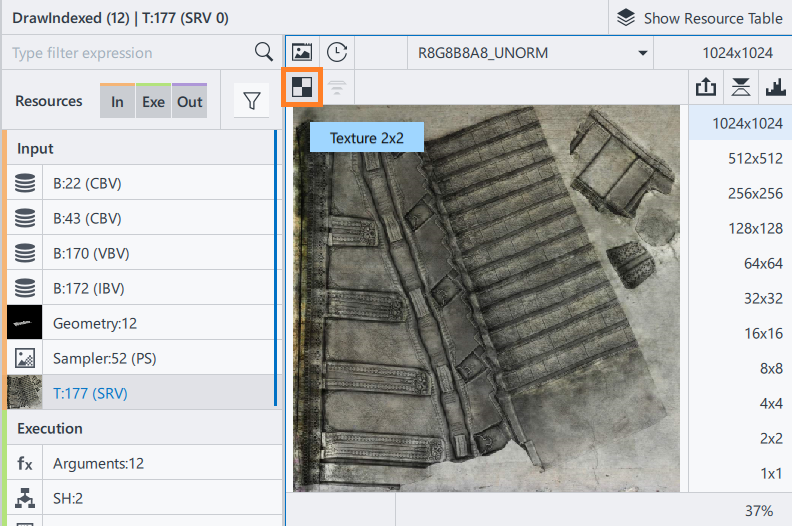 DrawIndexed (12) | T:177 (SRV 0)
Show Resource Table
Type filter expression
R8G8B8A8_UNORM
1024x1024
Resources
In
Exe
Out
Texture 2x2
Input
B:22 (CBV)
B:43 (CBV)
B:170 (VBV)
B:172 (IBV)
Geometry:12
Sampler:52 (PS)
T:177 (SRV)
Execution
Arguments:12
SH:2
1024x1024
512x512
256x256
128x128
64x64
32x32
16x16
8x8
4x4
2x2
1x1
37%